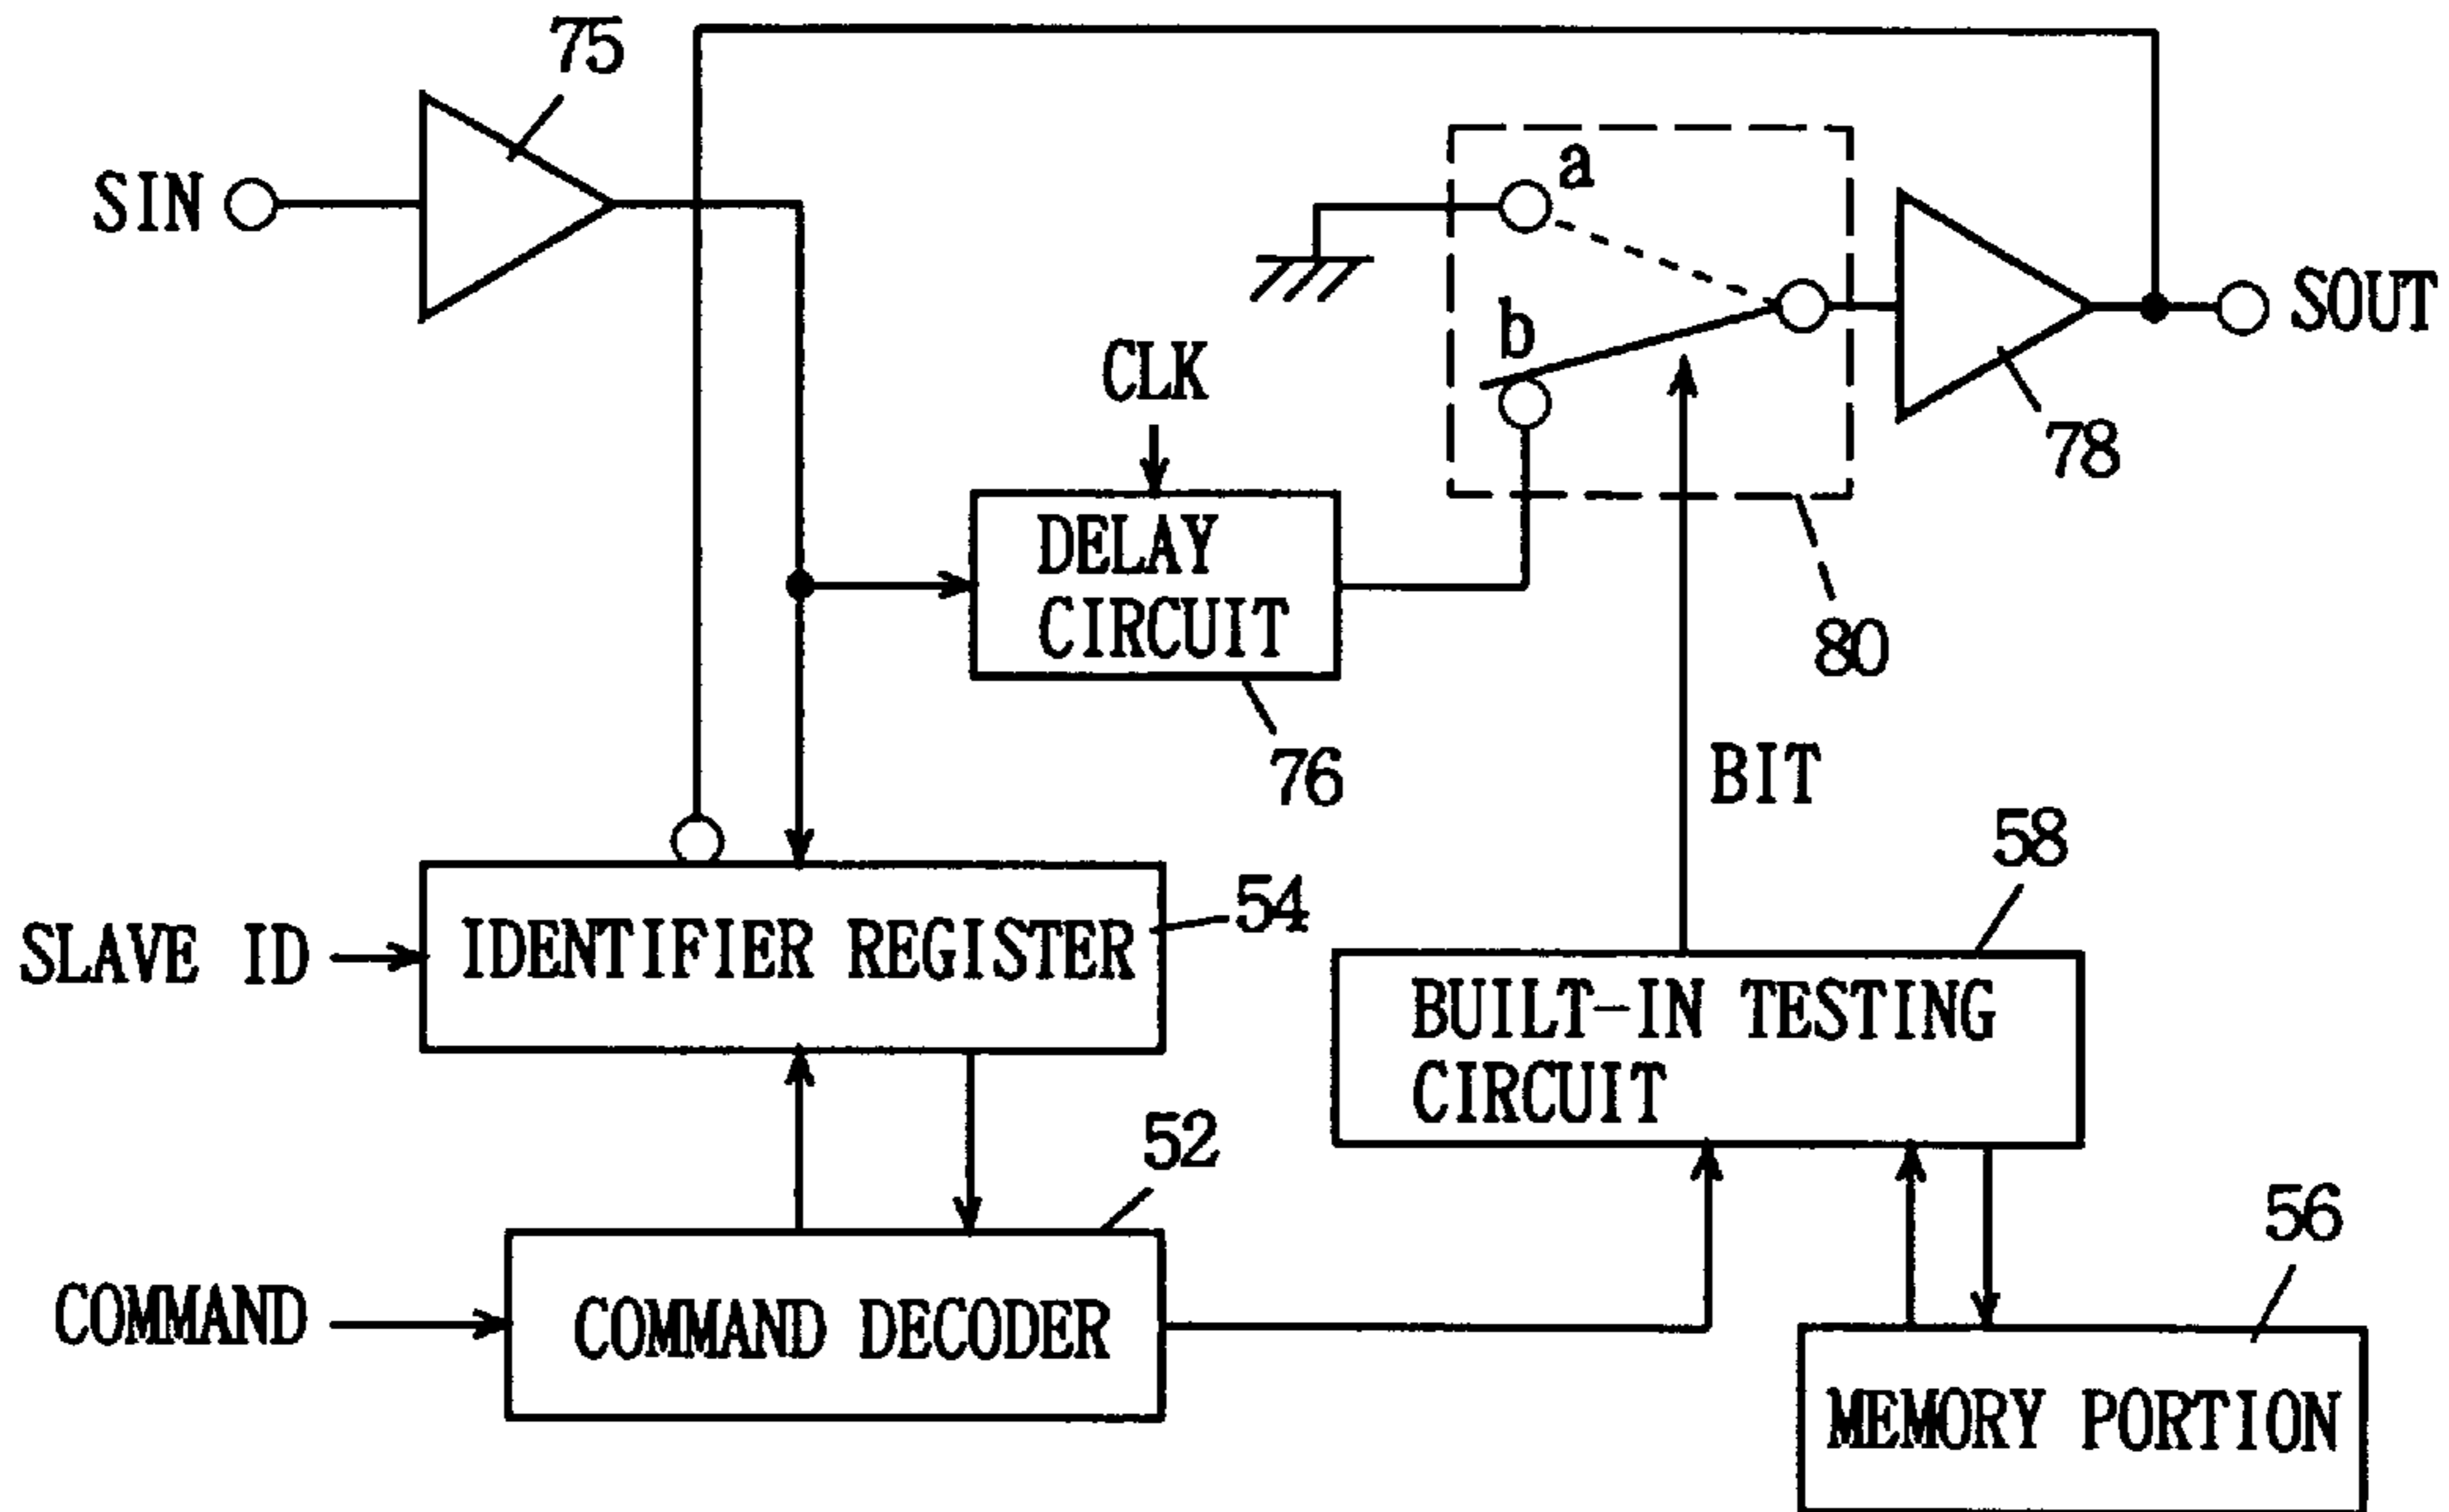 75
SIN
a
b
SOUT
CLK
78
DELAY
CIRCUIT
80
76
BIT
58
SLAVE ID
IDENTIFIER REGISTER
54
BUILT-IN TESTING
CIRCUIT
52
56
COMMAND
COMMAND DECODER
MEMORY PORTION